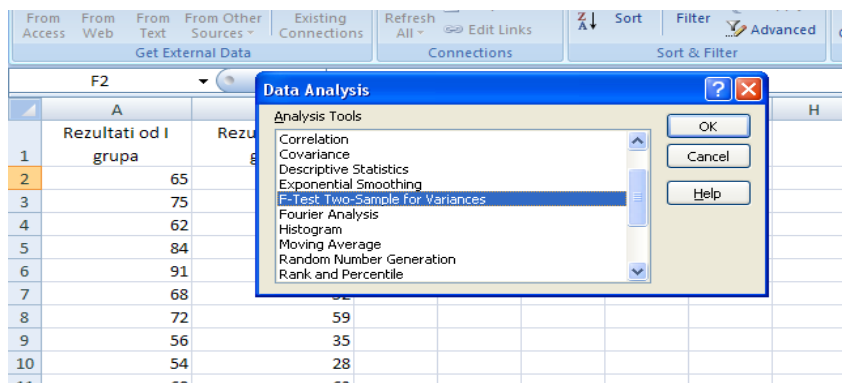 From From From From Other Existing Refresh Sort Filter
Access Web Text Sources Connections All Edit Links Advanced
Get External Data Connections Sort & Filter
F2
Data Analysis
A H
Analysis Tools
OK
Cancel
Help
Correlation
Covariance
Descriptive Statistics
Exponential Smoothing
F-Test Two-Sample for Variances
Fourier Analysis
Histogram
Moving Average
Random Number Generation
Rank and Percentile
Rezultati od I
1 grupa
2 65
3 75
4 62
5 84
6 91
7 68
8 72 59
9 56 35
10 54 28